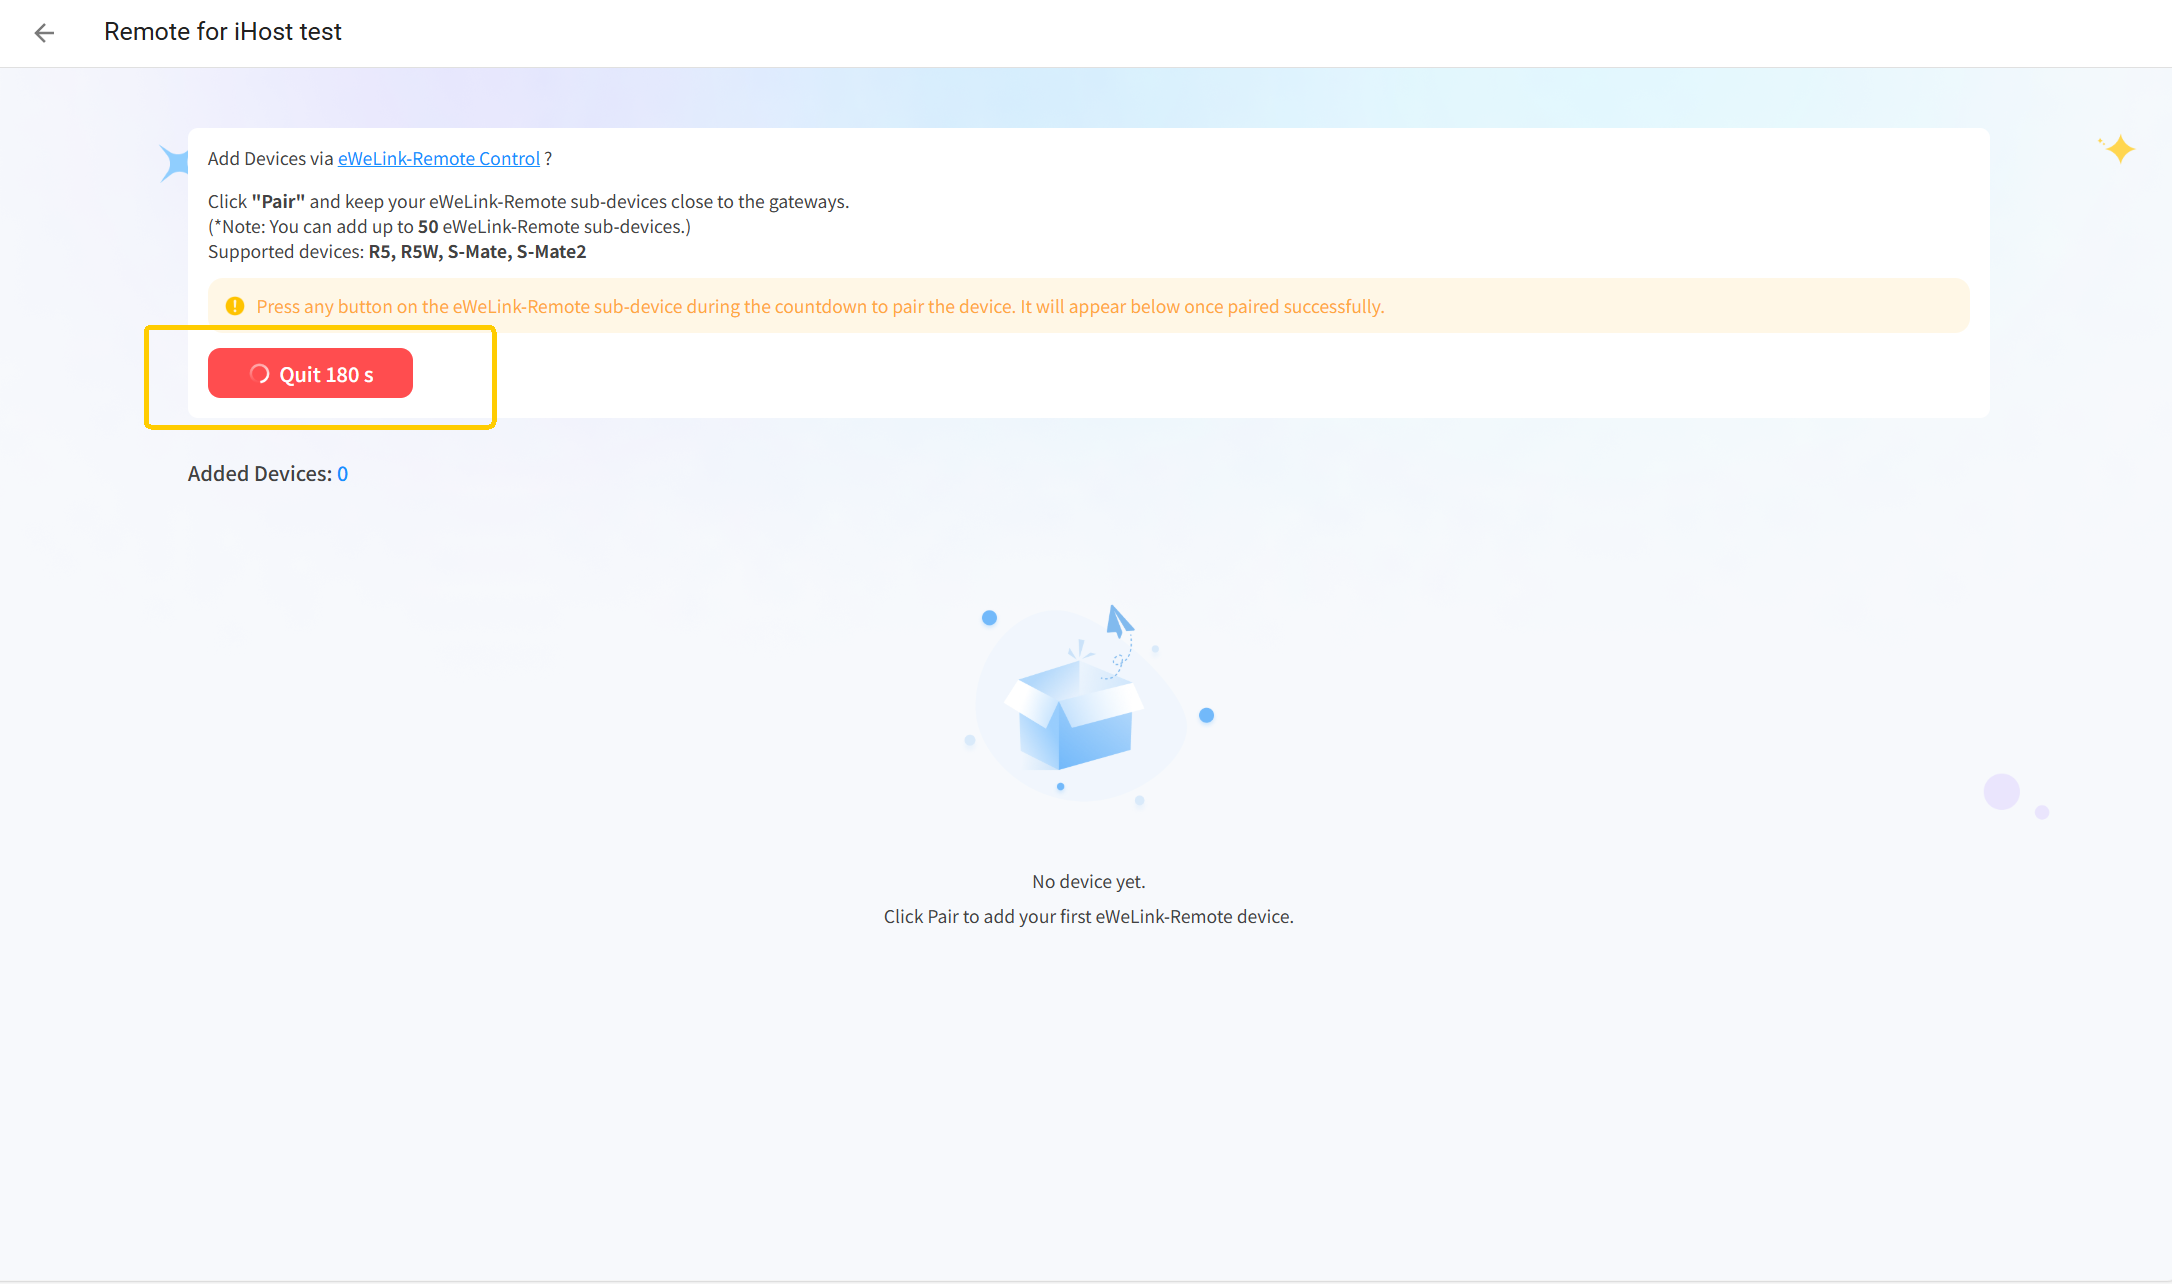 Remote for iHost test
Add Devices via eWeLink-Remote Control ?
Click "Pair" and keep your eWeLink-Remote sub-devices close to the gateways.
(*Note: You can add up to 50 eWeLink-Remote sub-devices.)
Supported devices: R5, R5W, S-Mate, S-Mate2
Press any button on the eWeLink-Remote sub-device during the countdown to pair the device. It will appear below once paired successfully.
Quit 180 s
Added Devices: 0
No device yet.
Click Pair to add your first eWeLink-Remote device.